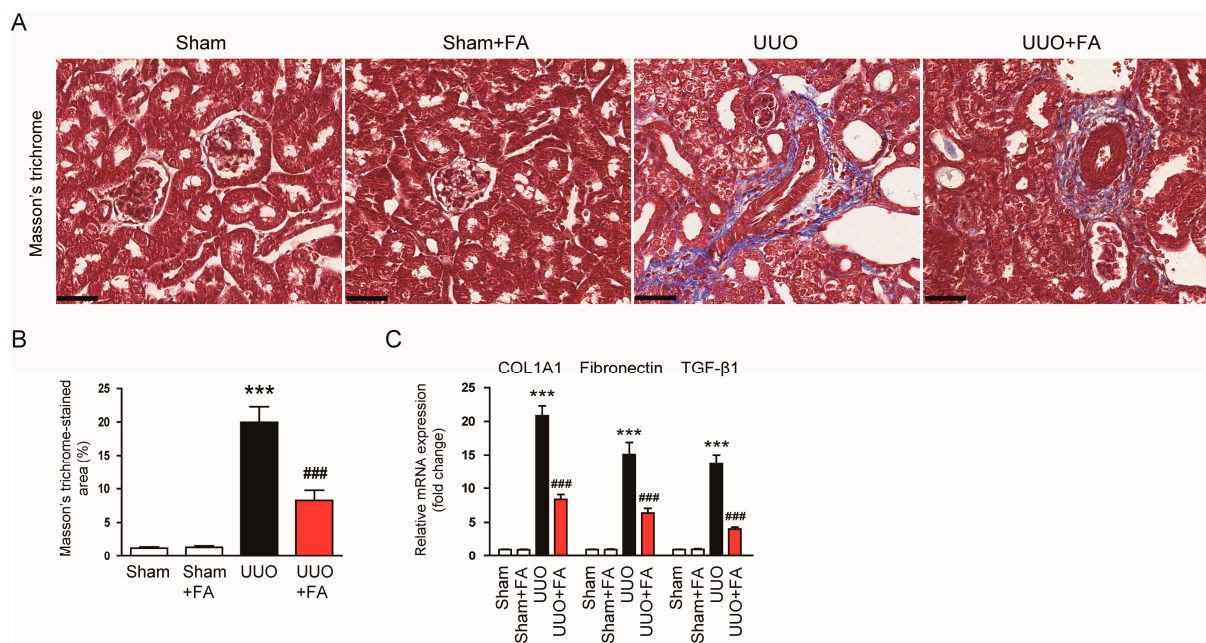 A
Sham Sham+FA UUO UUO+FA
Masson's trichrome
B
Masson's trichrome-stained
area (%)
25
20
15
10
5
0
***
###
Sham Sham UUO UUO
+FA +FA
C
COL1A1 Fibronectin TGF-β1
Relative mRNA expression
(fold change)
25
20
15
10
5
0
***
###
***
###
***
###
Sham
Sham+FA
UUO
UUO+FA
Sham
Sham+FA
UUO
UUO+FA
Sham
Sham+FA
UUO
UUO+FA